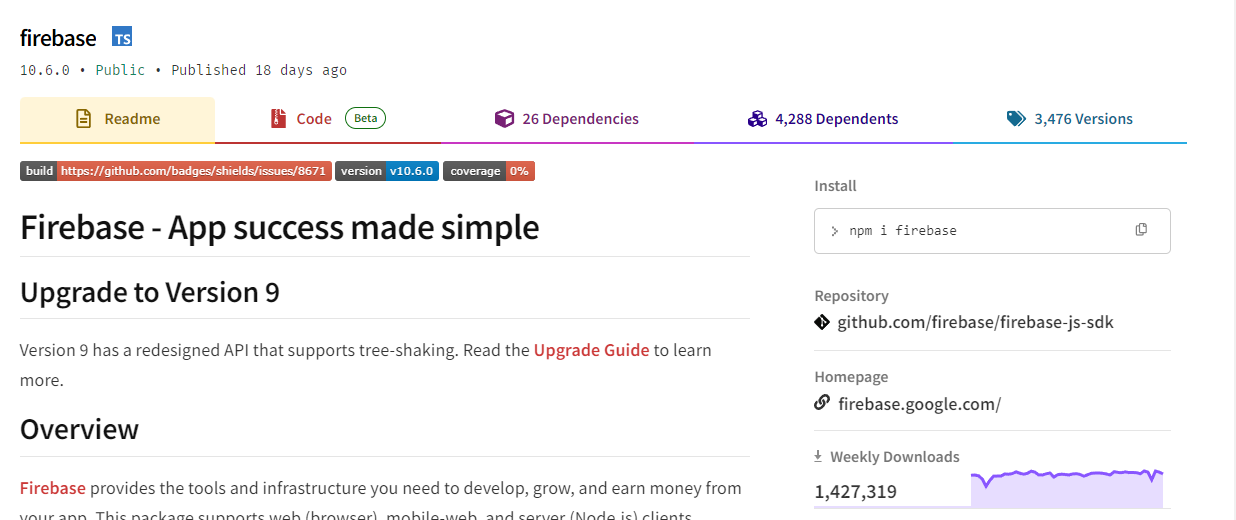 firebase TS
10.6.0 • Public • Published 18 days ago
Readme
Code Beta
26 Dependencies
4,288 Dependents
3,476 Versions
build https://github.com/badges/shields/issues/8671 version v10.6.0 coverage 0%
Firebase - App success made simple
Upgrade to Version 9
Version 9 has a redesigned API that supports tree-shaking. Read the Upgrade Guide to learn
more.
Overview
Firebase provides the tools and infrastructure you need to develop, grow, and earn money from
your app. This package supports web (browser), mobile-web, and server (Node.js) clients.
Install
> npm i firebase
Repository
github.com/firebase/firebase-js-sdk
Homepage
firebase.google.com/
Weekly Downloads
1,427,319